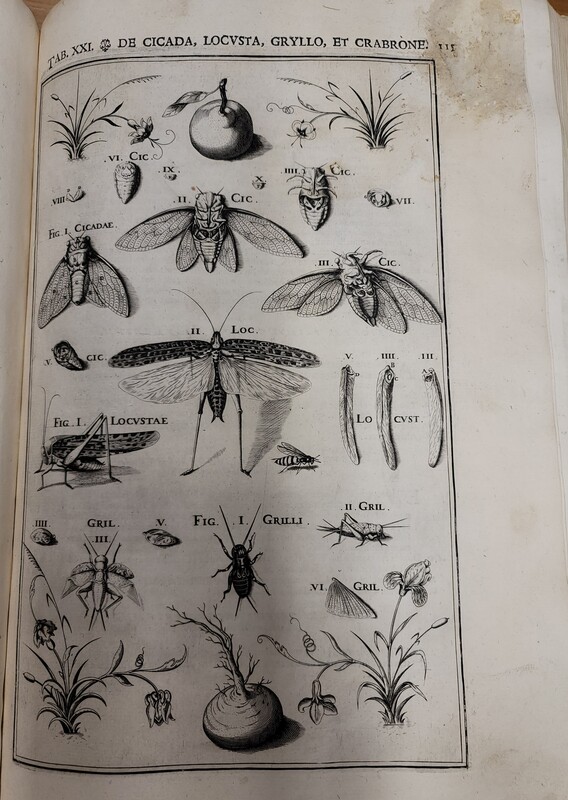 TAB. XXI. DE CICADA, LOCVSTA, GRYLLO, ET CRABRONE. 115
VI. CIC.
IX.
X.
IIII. CIC.
VIII.
VII.
II. CIC.
FIG. I. CICADAE.
III. CIC.
II. LOC.
V. CIC.
V. IIII. III.
B
A
C
LO CVST.
FIG. I. LOCVSTAE
IIII. GRIL. V. FIG. I. GRILLI. II GRIL.
III.
VI. GRIL.